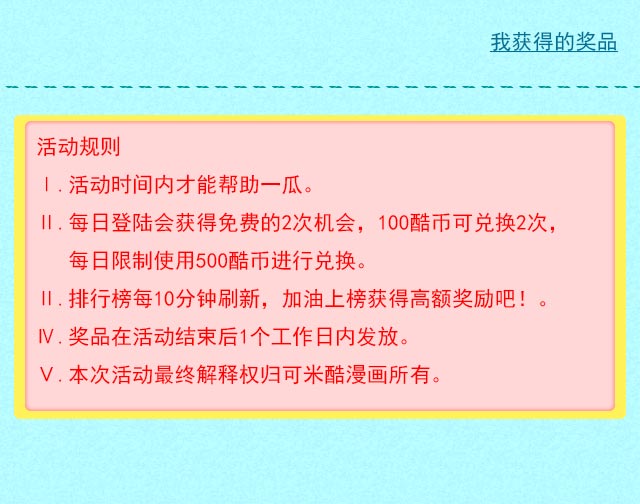 我获得的奖品
活动规则
Ⅰ.活动时间内才能帮助一瓜。
Ⅱ.每日登陆会获得免费的2次机会，100酷币可兑换2次，
每日限制使用500酷币进行兑换。
Ⅱ.排行榜每10分钟刷新，加油上榜获得高额奖励吧！。
Ⅳ.奖品在活动结束后1个工作日内发放。
Ⅴ.本次活动最终解释权归可米酷漫画所有。